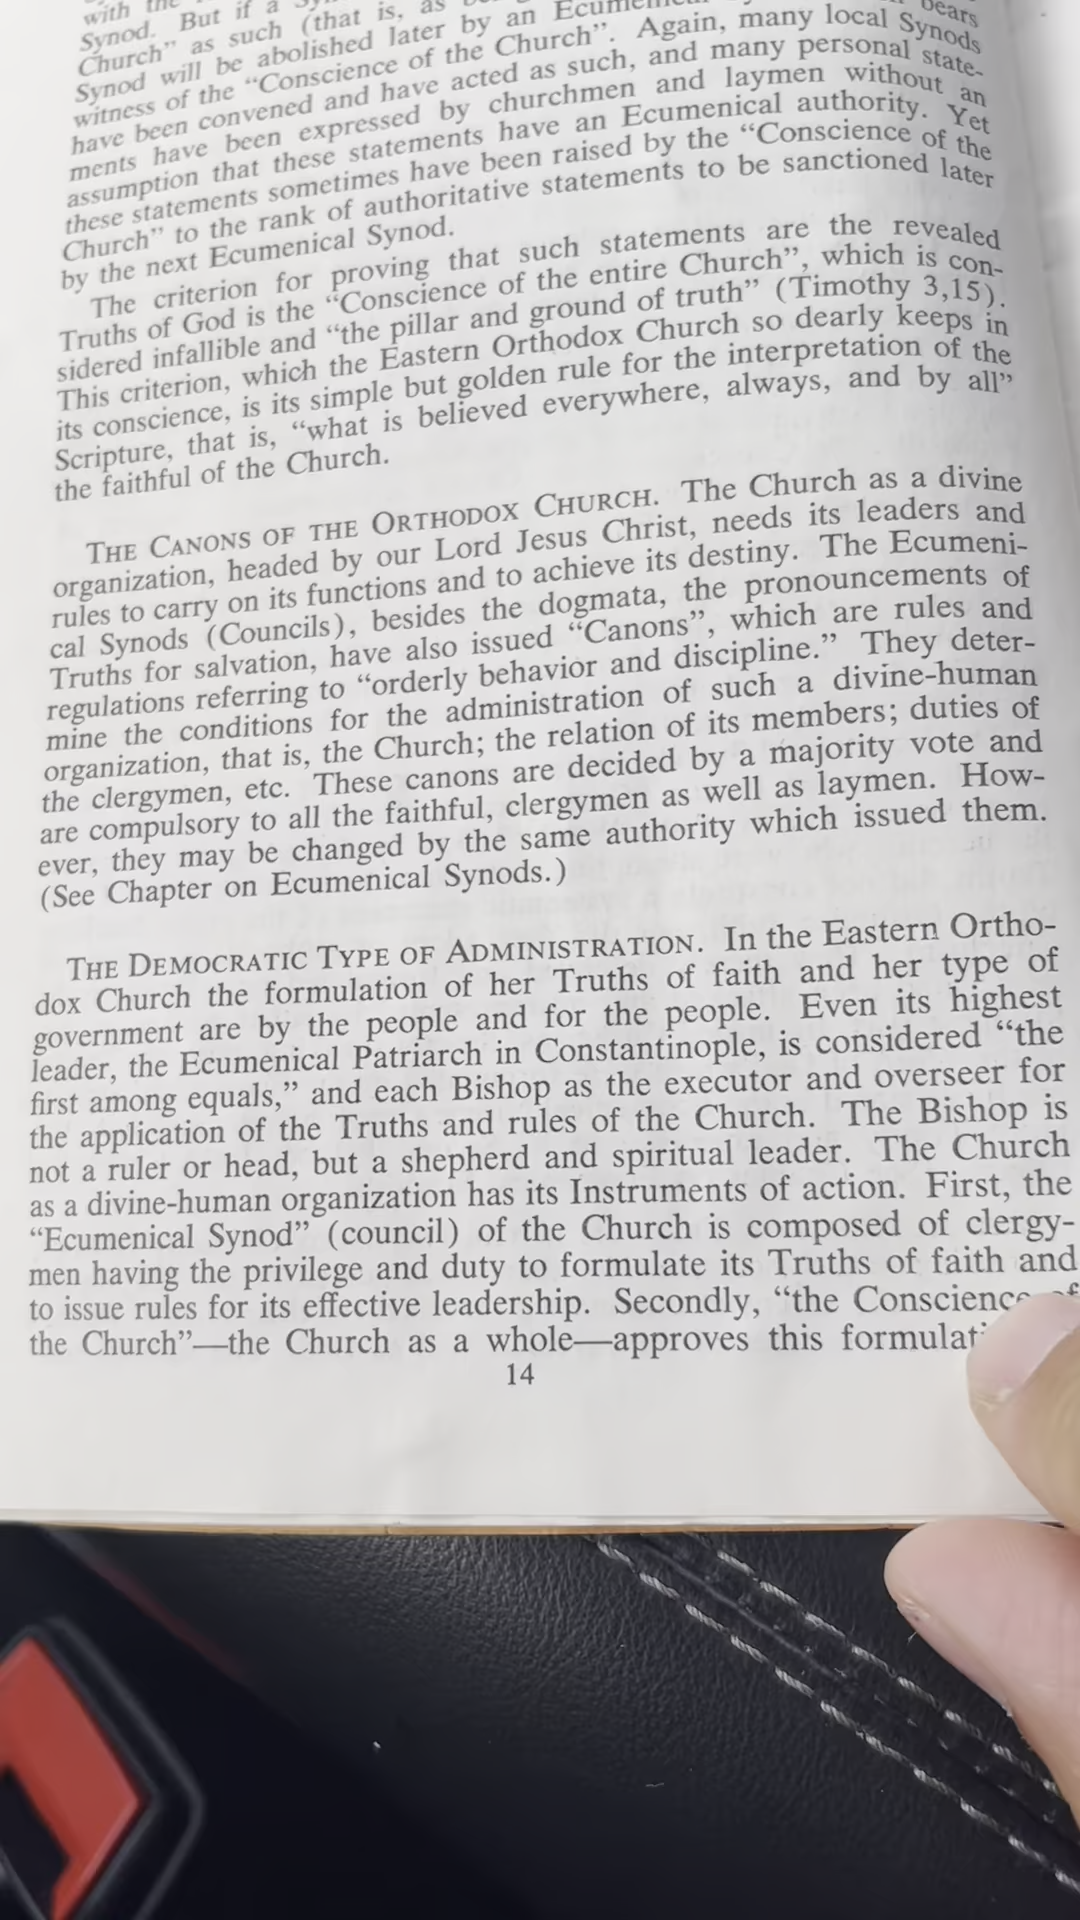 with the
Synod. But if a
Church” as such (that is, as
Synod will be abolished later by an bears
witness of the “Conscience of the Church”. Again, many local Synods
have been convened and have acted as such, and many personal state-
ments have been expressed by churchmen and laymen without an
assumption that these statements have an Ecumenical authority. Yet
these statements sometimes have been raised by the “Conscience of the
Church” to the rank of authoritative statements to be sanctioned later
by the next Ecumenical Synod.
The criterion for proving that such statements are the revealed
Truths of God is the “Conscience of the entire Church”, which is con-
sidered infallible and “the pillar and ground of truth” (Timothy 3,15).
This criterion, which the Eastern Orthodox Church so dearly keeps in
its conscience, is its simple but golden rule for the interpretation of the
Scripture, that is, “what is believed everywhere, always, and by all”
the faithful of the Church.
THE CANONS OF THE ORTHODOX CHURCH. The Church as a divine
organization, headed by our Lord Jesus Christ, needs its leaders and
rules to carry on its functions and to achieve its destiny. The Ecumeni-
cal Synods (Councils), besides the dogmata, the pronouncements of
Truths for salvation, have also issued “Canons”, which are rules and
regulations referring to “orderly behavior and discipline.” They deter-
mine the conditions for the administration of such a divine-human
organization, that is, the Church; the relation of its members; duties of
the clergymen, etc. These canons are decided by a majority vote and
are compulsory to all the faithful, clergymen as well as laymen. How-
ever, they may be changed by the same authority which issued them.
(See Chapter on Ecumenical Synods.)
THE DEMOCRATIC TYPE OF ADMINISTRATION. In the Eastern Ortho-
dox Church the formulation of her Truths of faith and her type of
government are by the people and for the people. Even its highest
leader, the Ecumenical Patriarch in Constantinople, is considered “the
first among equals,” and each Bishop as the executor and overseer for
the application of the Truths and rules of the Church. The Bishop is
not a ruler or head, but a shepherd and spiritual leader. The Church
as a divine-human organization has its Instruments of action. First, the
“Ecumenical Synod” (council) of the Church is composed of clergy-
men having the privilege and duty to formulate its Truths of faith and
to issue rules for its effective leadership. Secondly, “the Conscience of
the Church”—the Church as a whole—approves this formulati
14